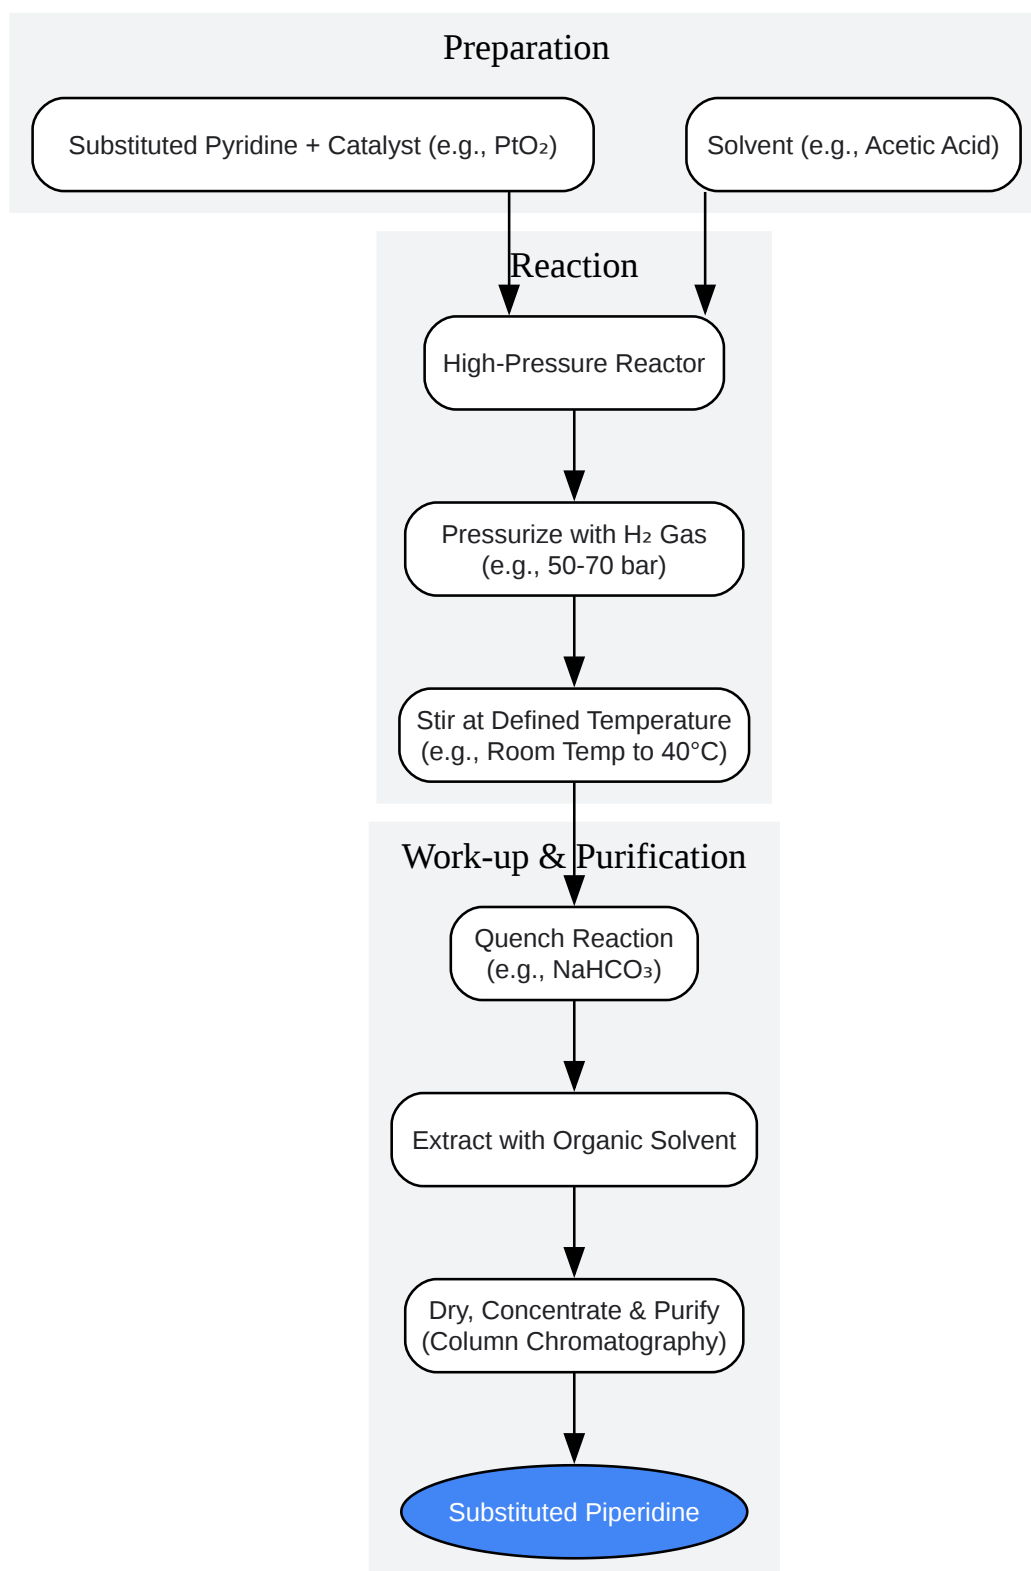 Preparation
Substituted Pyridine + Catalyst (e.g., PtO₂)
Solvent (e.g., Acetic Acid)
Reaction
High-Pressure Reactor
Pressurize with H₂ Gas
(e.g., 50-70 bar)
Stir at Defined Temperature
(e.g., Room Temp to 40°C)
Work-up & Purification
Quench Reaction
(e.g., NaHCO₃)
Extract with Organic Solvent
Dry, Concentrate & Purify
(Column Chromatography)
Substituted Piperidine